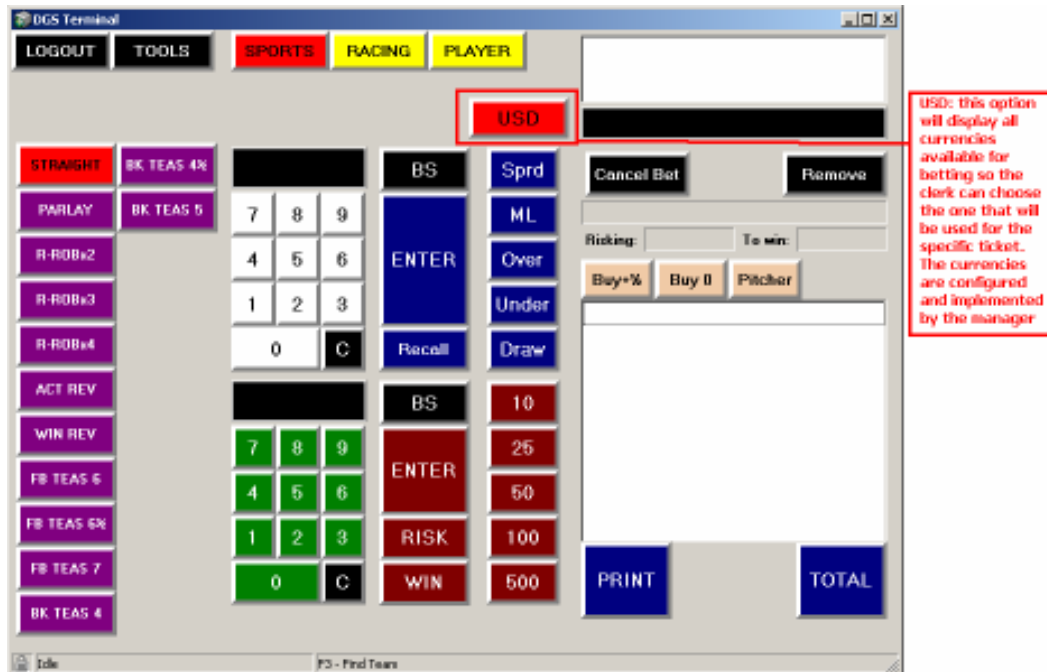 DGS Terminal
LOGOUT TOOLS SPORTS RACING PLAYER
USD
USD: this option
will display all
currencies
available for
betting so the
clerk can choose
the one that will
be used for the
specific ticket.
The currencies
are configured
and implemented
by the manager
STRAIGHT BK TEAS 4½ BS Sprd Cancel Bet Remove
PARLAY BK TEAS 5 7 8 9 ENTER ML
Risking: To win:
R-ROBx2 4 5 6 Over
Buy+½ Buy 0 Pitcher
R-ROBx3 1 2 3 Under
R-ROBx4 0 C Recall Draw
ACT REV BS 10
WIN REV 7 8 9 ENTER 25
FB TEAS 6 4 5 6 50
FB TEAS 6½ 1 2 3 RISK 100
FB TEAS 7 0 C WIN 500 PRINT TOTAL
BK TEAS 4
Idle F3 - Find Team